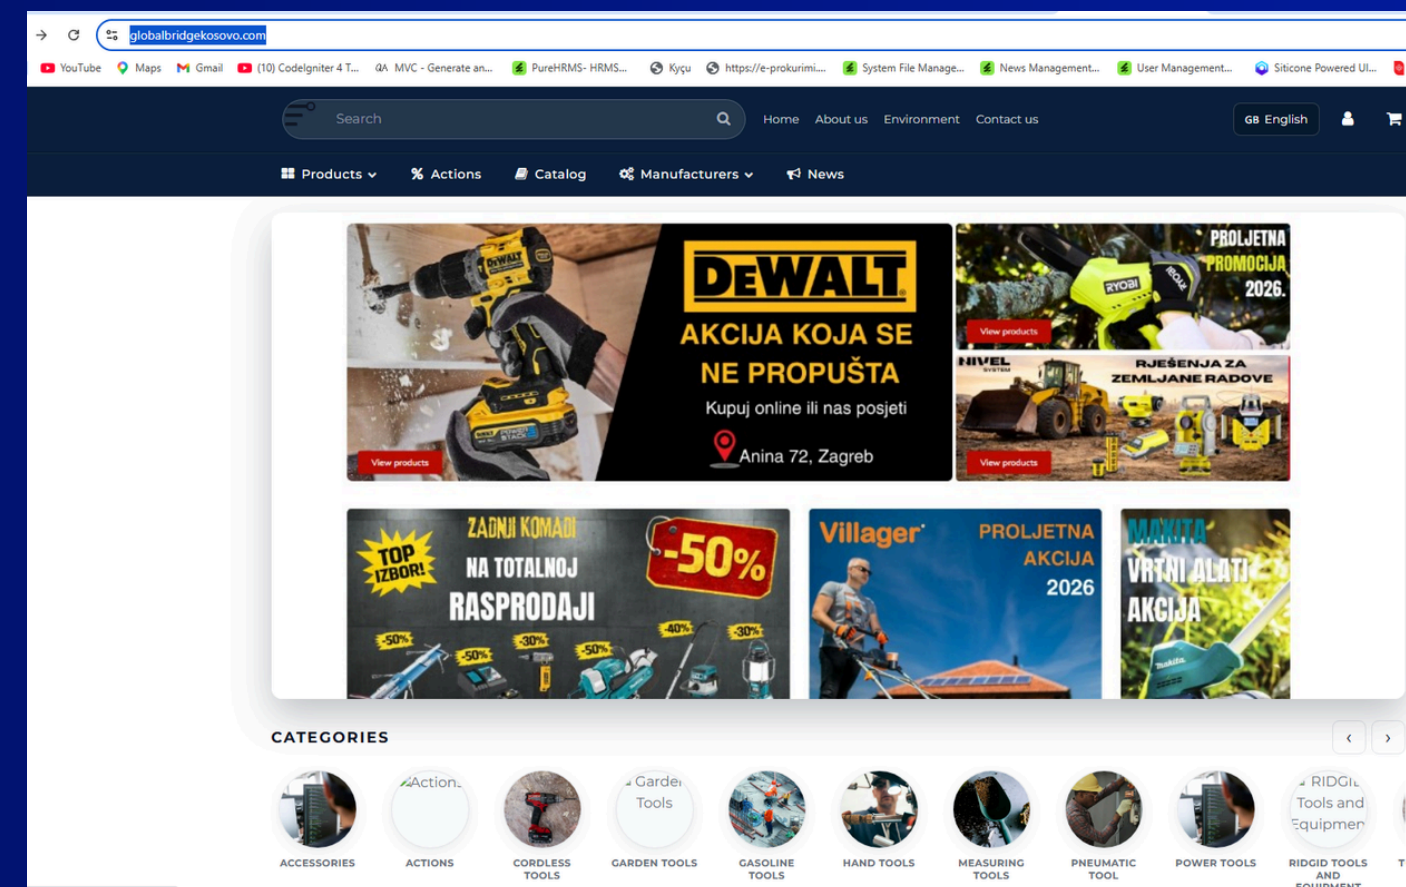 globalbridgekosovo.com
YouTube Maps Gmail (10) CodeIgniter 4 T... QA MVC - Generate an... PureHRMS- HRMS... Kyçu https://e-prokurimi.... System File Manage... News Management... User Management... Siticone Powered UI...
Search Home About us Environment Contact us GB English
Products Actions Catalog Manufacturers News
DEWALT
DEWALT
AKCIJA KOJA SE
NE PROPUŠTA
Kupuj online ili nas posjeti
Anina 72, Zagreb
View products
PROLJETNA
PROMOCIJA
2026.
RYOBI
View products
NIVEL
SYSTEM
RJEŠENJA ZA
ZEMLJANE RADOVE
View products
TOP
IZBOR!
ZADNJI KOMADI
NA TOTALNOJ
RASPRODAJI
-50%
-50%
-50%
-30%
-50%
-40%
-30%
Villager
PROLJETNA
AKCIJA
2026
MAKITA
VRTNI ALATI
AKCIJA
makita
CATEGORIES
Action
Garden
Tools
RIDGID
Tools and
Equipmen
ACCESSORIES
ACTIONS
CORDLESS
TOOLS
GARDEN TOOLS
GASOLINE
TOOLS
HAND TOOLS
MEASURING
TOOLS
PNEUMATIC
TOOL
POWER TOOLS
RIDGID TOOLS
AND
EQUIPMENT